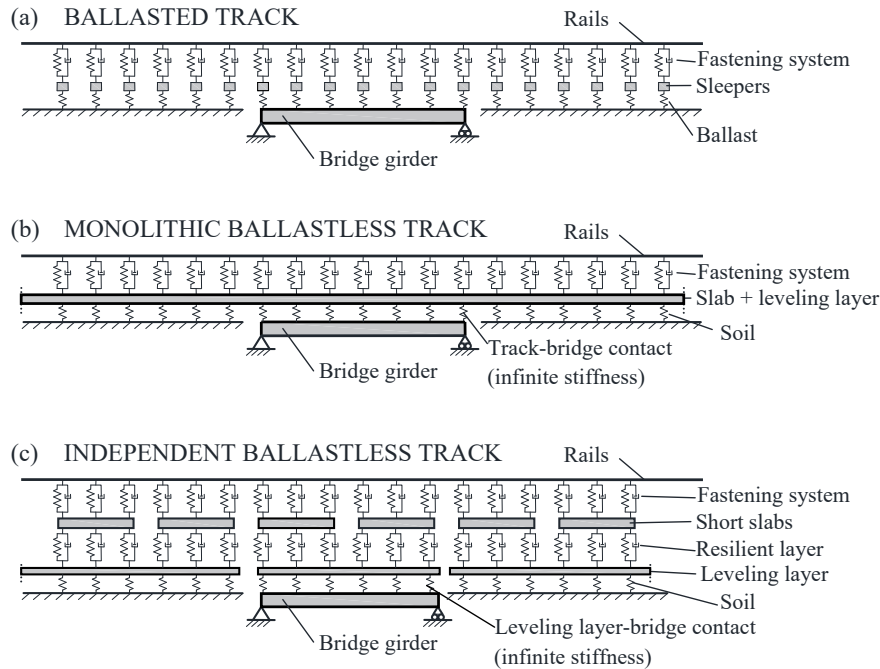 (a) BALLASTED TRACK
Rails
Fastening system
Sleepers
Ballast
Bridge girder
(b) MONOLITHIC BALLASTLESS TRACK
Rails
Fastening system
Slab + leveling layer
Soil
Track-bridge contact
(infinite stiffness)
Bridge girder
(c) INDEPENDENT BALLASTLESS TRACK
Rails
Fastening system
Short slabs
Resilient layer
Leveling layer
Soil
Leveling layer-bridge contact
(infinite stiffness)
Bridge girder